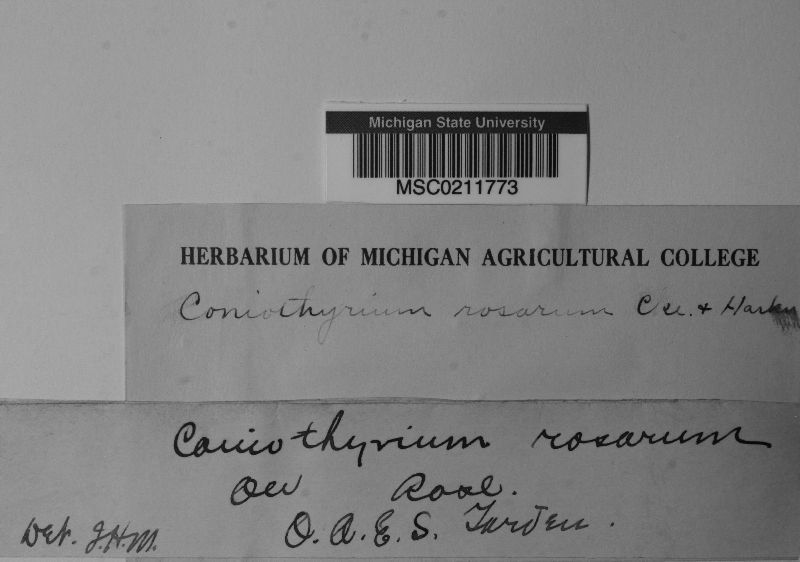 Michigan State University
MSC0211773
HERBARIUM OF MICHIGAN AGRICULTURAL COLLEGE
Coniothyrium rosarum Cke. & Hark
Coniothyrium rosarum
On Rose.
O.A.E.S. Garden.
Det. J.H.M.